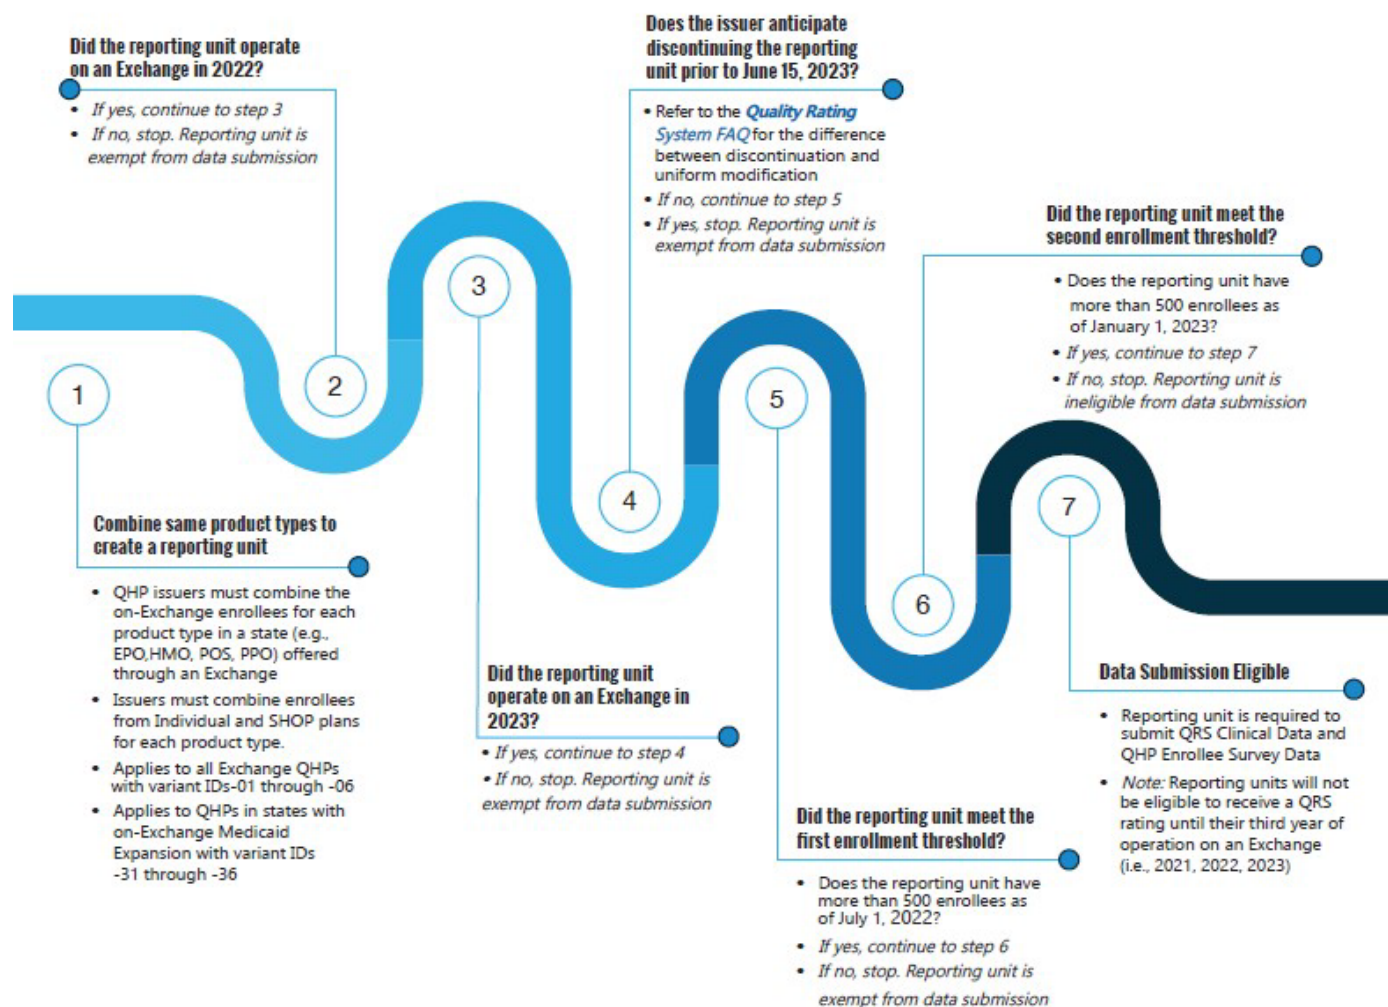 1
Combine same product types to
create a reporting unit
• QHP issuers must combine the
on-Exchange enrollees for each
product type in a state (e.g.,
EPO,HMO, POS, PPO) offered
through an Exchange
• Issuers must combine enrollees
from Individual and SHOP plans
for each product type.
• Applies to all Exchange QHPs
with variant IDs-01 through -06
• Applies to QHPs in states with
on-Exchange Medicaid
Expansion with variant IDs
-31 through -36
2
Did the reporting unit operate
on an Exchange in 2022?
• If yes, continue to step 3
• If no, stop. Reporting unit is
exempt from data submission
3
Did the reporting unit
operate on an Exchange in
2023?
• If yes, continue to step 4
• If no, stop. Reporting unit is
exempt from data submission
4
Does the issuer anticipate
discontinuing the reporting
unit prior to June 15, 2023?
• Refer to the Quality Rating
System FAQ for the difference
between discontinuation and
uniform modification
• If no, continue to step 5
• If yes, stop. Reporting unit is
exempt from data submission
5
Did the reporting unit meet the
first enrollment threshold?
• Does the reporting unit have
more than 500 enrollees as
of July 1, 2022?
• If yes, continue to step 6
• If no, stop. Reporting unit is
exempt from data submission
6
Did the reporting unit meet the
second enrollment threshold?
• Does the reporting unit have
more than 500 enrollees as
of January 1, 2023?
• If yes, continue to step 7
• If no, stop. Reporting unit is
ineligible from data submission
7
Data Submission Eligible
• Reporting unit is required to
submit QRS Clinical Data and
QHP Enrollee Survey Data
• Note: Reporting units will not
be eligible to receive a QRS
rating until their third year of
operation on an Exchange
(i.e., 2021, 2022, 2023)